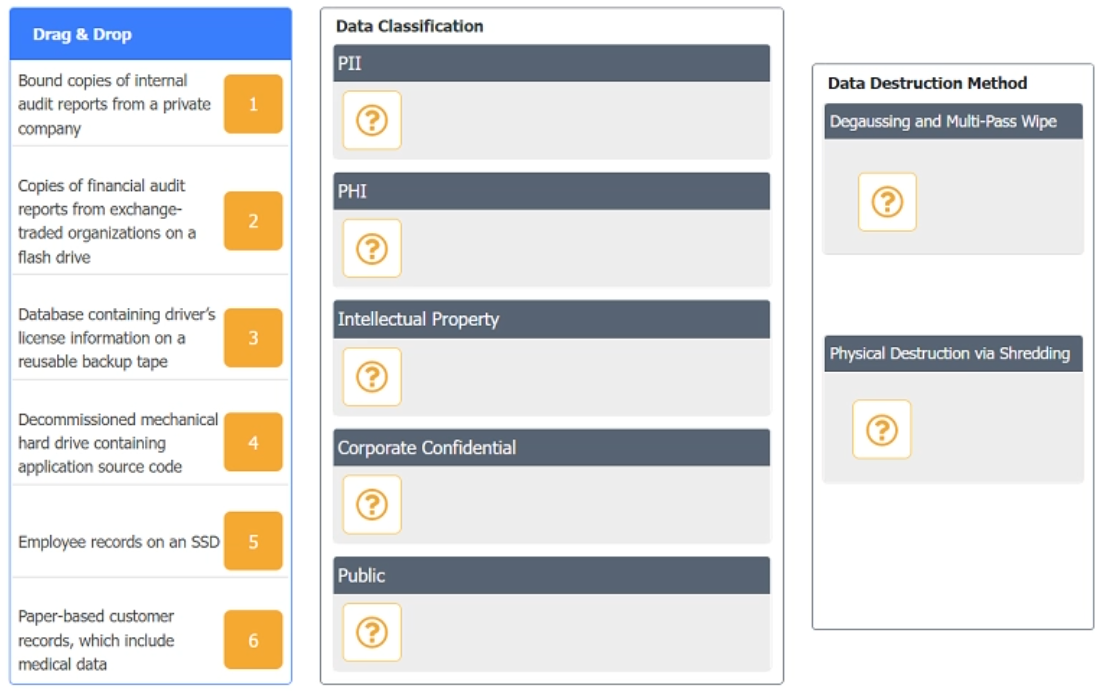 Drag & Drop
Bound copies of internal
audit reports from a private
company
1
Copies of financial audit
reports from exchange-
traded organizations on a
flash drive
2
Database containing driver’s
license information on a
reusable backup tape
3
Decommissioned mechanical
hard drive containing
application source code
4
Employee records on an SSD
5
Paper-based customer
records, which include
medical data
6
Data Classification
PII
?
PHI
?
Intellectual Property
?
Corporate Confidential
?
Public
?
Data Destruction Method
Degaussing and Multi-Pass Wipe
?
Physical Destruction via Shredding
?